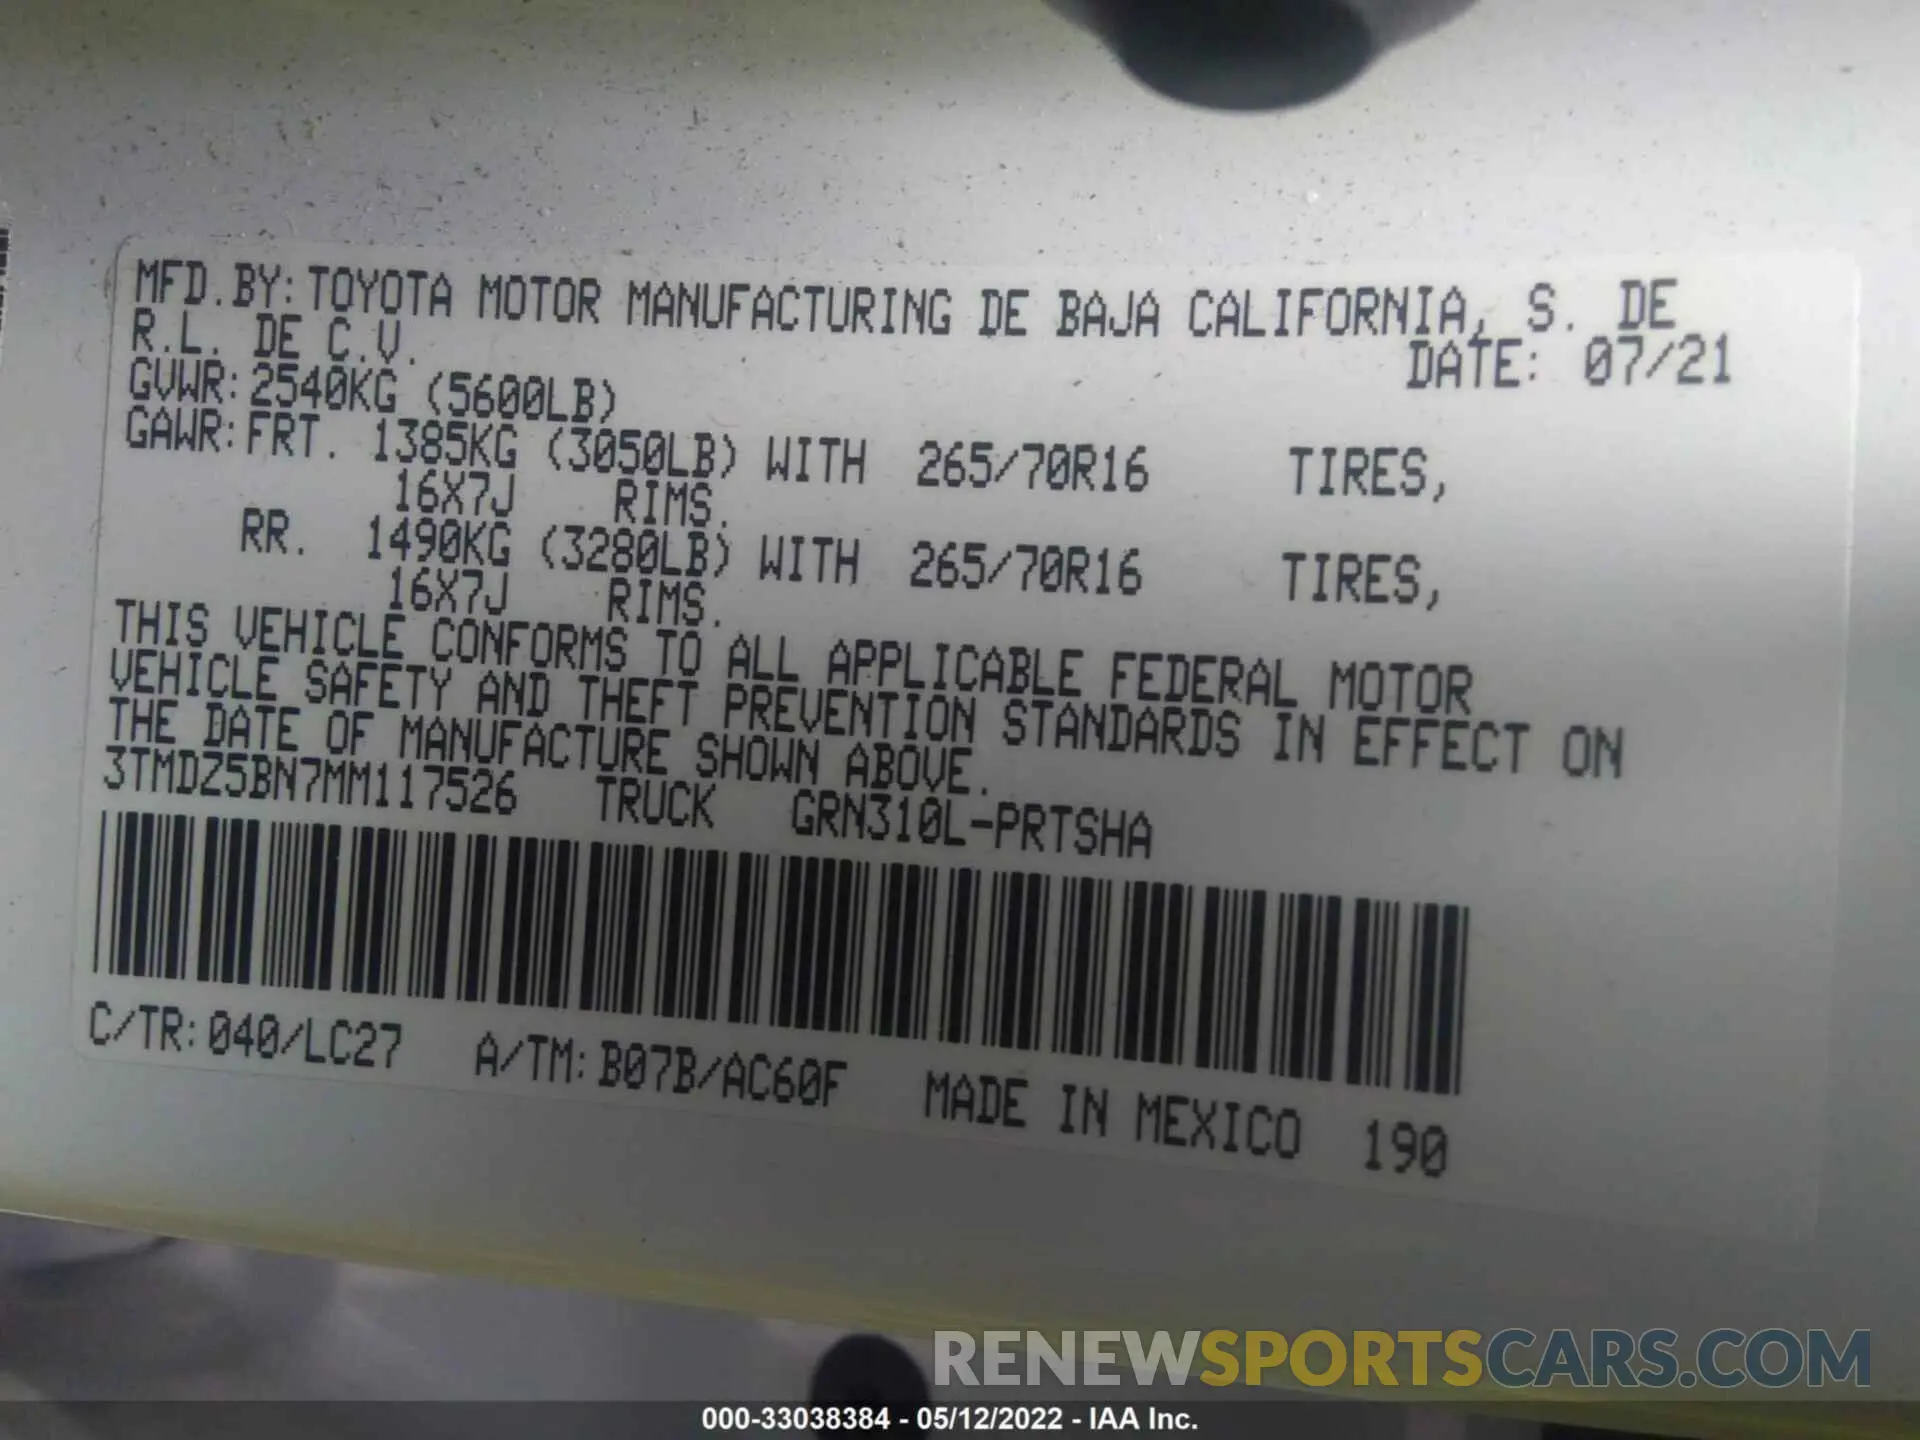 MFD.BY:TOYOTA MOTOR MANUFACTURING DE BAJA CALIFORNIA, S. DE
R.L. DE C.V.
DATE: 07/21
GVWR:2540KG (5600LB)
GAWR:FRT. 1385KG (3050LB) WITH 265/70R16 TIRES,
16X7J RIMS.
RR. 1490KG (3280LB) WITH 265/70R16 TIRES,
16X7J RIMS.
THIS VEHICLE CONFORMS TO ALL APPLICABLE FEDERAL MOTOR
VEHICLE SAFETY AND THEFT PREVENTION STANDARDS IN EFFECT ON
THE DATE OF MANUFACTURE SHOWN ABOVE.
3TMDZ5BN7MM117526 TRUCK GRN310L-PRTSHA
C/TR:040/LC27 A/TM:B07B/AC60F MADE IN MEXICO 190
RENEWSPORTSCARS.COM
000-33038384 - 05/12/2022 - IAA Inc.